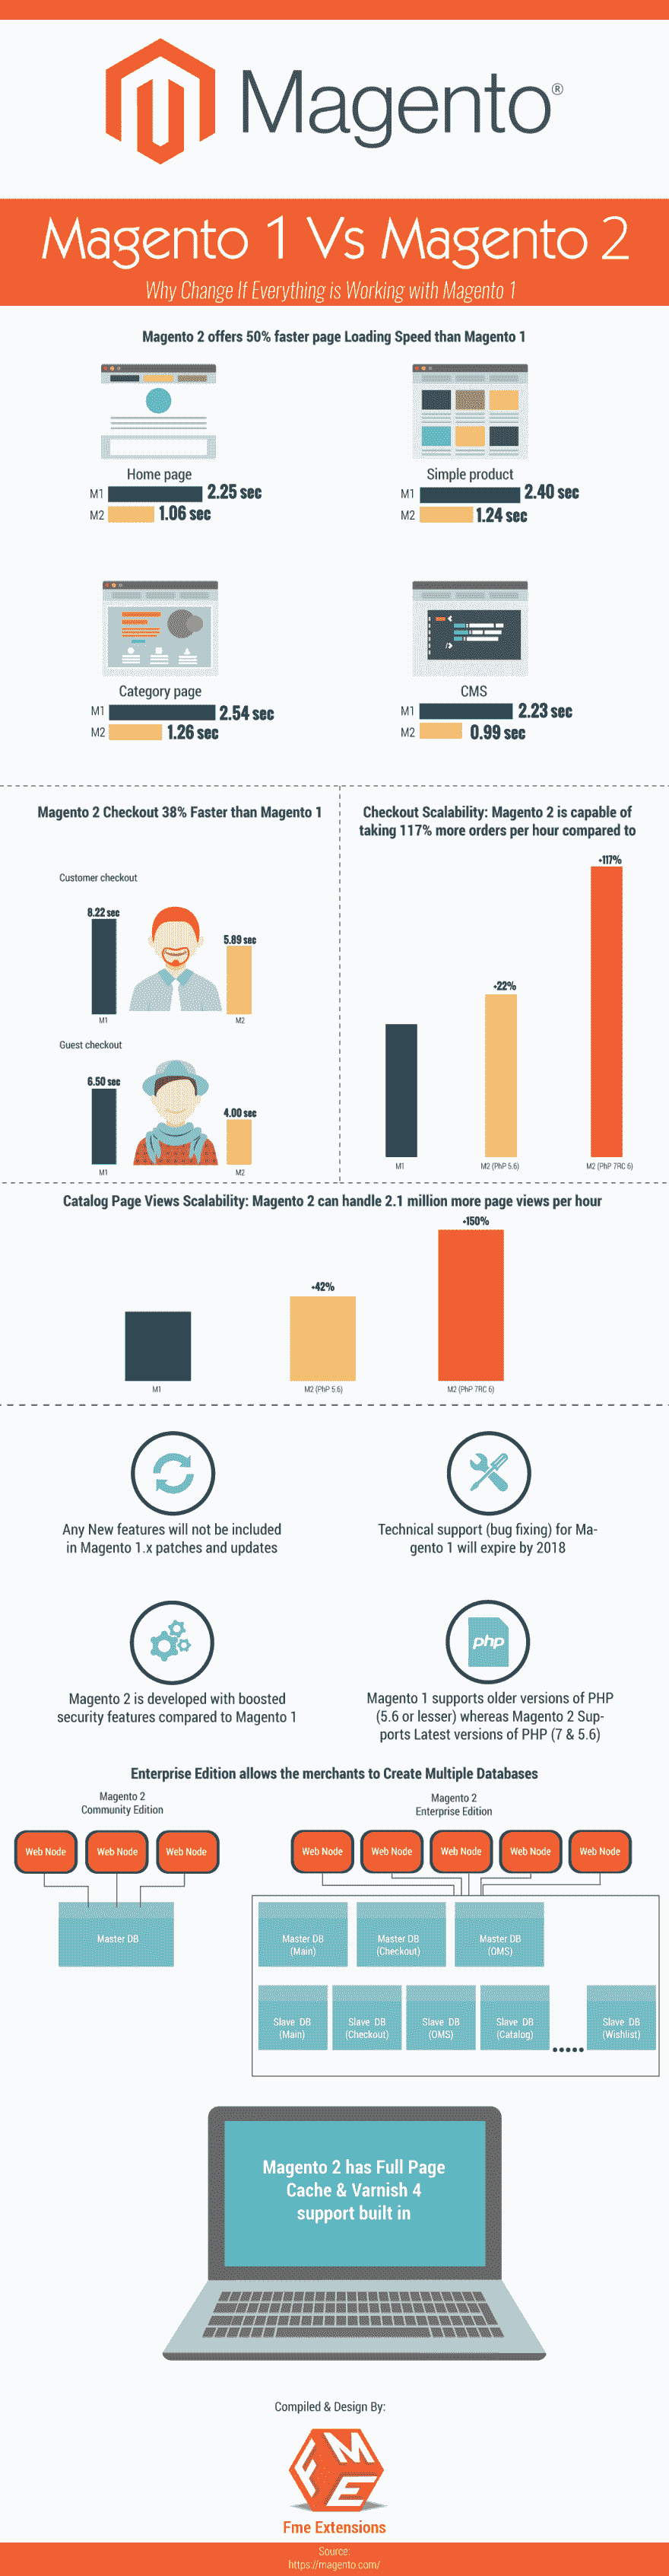 Magento®
Magento 1 Vs Magento 2
Why Change If Everything is Working with Magento 1
Magento 2 offers 50% faster page Loading Speed than Magento 1
Home page
M1 2.25 sec
M2 1.06 sec
Simple product
M1 2.40 sec
M2 1.24 sec
Category page
M1 2.54 sec
M2 1.26 sec
CMS
M1 2.23 sec
M2 0.99 sec
Magento 2 Checkout 38% Faster than Magento 1
Customer checkout
8.22 sec
5.89 sec
M1
M2
Guest checkout
6.50 sec
4.00 sec
M1
M2
Checkout Scalability: Magento 2 is capable of
taking 117% more orders per hour compared to
+117%
+22%
M1
M2 (PhP 5.6)
M2 (PhP 7RC 6)
Catalog Page Views Scalability: Magento 2 can handle 2.1 million more page views per hour
+150%
+42%
M1
M2 (PhP 5.6)
M2 (PhP 7RC 6)
Any New features will not be included
in Magento 1.x patches and updates
Technical support (bug fixing) for Ma-
gento 1 will expire by 2018
Magento 2 is developed with boosted
security features compared to Magento 1
php
Magento 1 supports older versions of PHP
(5.6 or lesser) whereas Magento 2 Sup-
ports Latest versions of PHP (7 & 5.6)
Enterprise Edition allows the merchants to Create Multiple Databases
Magento 2
Community Edition
Web Node
Web Node
Web Node
Master DB
Magento 2
Enterprise Edition
Web Node
Web Node
Web Node
Web Node
Web Node
Master DB
(Main)
Master DB
(Checkout)
Master DB
(OMS)
Slave DB
(Main)
Slave DB
(Checkout)
Slave DB
(OMS)
Slave DB
(Catalog)
Slave DB
(Wishlist)
Magento 2 has Full Page
Cache & Varnish 4
support built in
Compiled & Design By:
FME
Fme Extensions
Source:
https://magento.com/